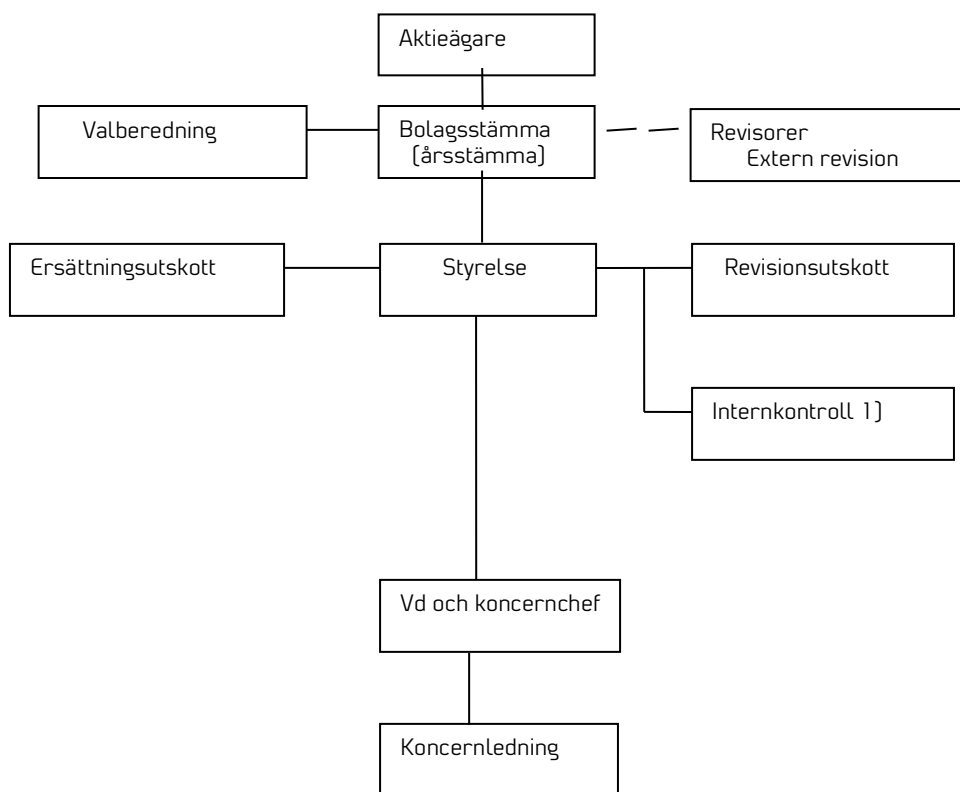 Aktieägare
Valberedning
Bolagsstämma
(årsstämma)
Revisorer
Extern revision
Ersättningsutskott
Styrelse
Revisionsutskott
Internkontroll 1)
Vd och koncernchef
Koncernledning